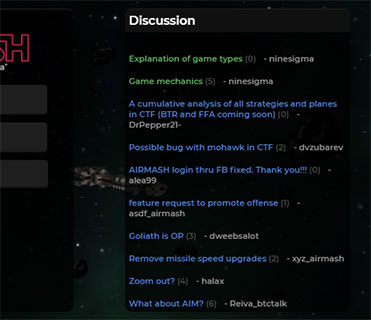 Discussion
SH
a"
Explanation of game types (0) - ninesigma
Game mechanics (5) - ninesigma
A cumulative analysis of all strategies and planes
in CTF (BTR and FFA coming soon) (0) -
DrPepper21-
Possible bug with mohawk in CTF (2) - dvzubarev
AIRMASH login thru FB fixed. Thank you!!! (0) -
alea99
feature request to promote offense (1) -
asdf_airmash
Goliath is OP (3) - dweebsalot
Remove missile speed upgrades (2) - xyz_airmash
Zoom out? (4) - halax
What about AIM? (6) - Reiva_btctalk